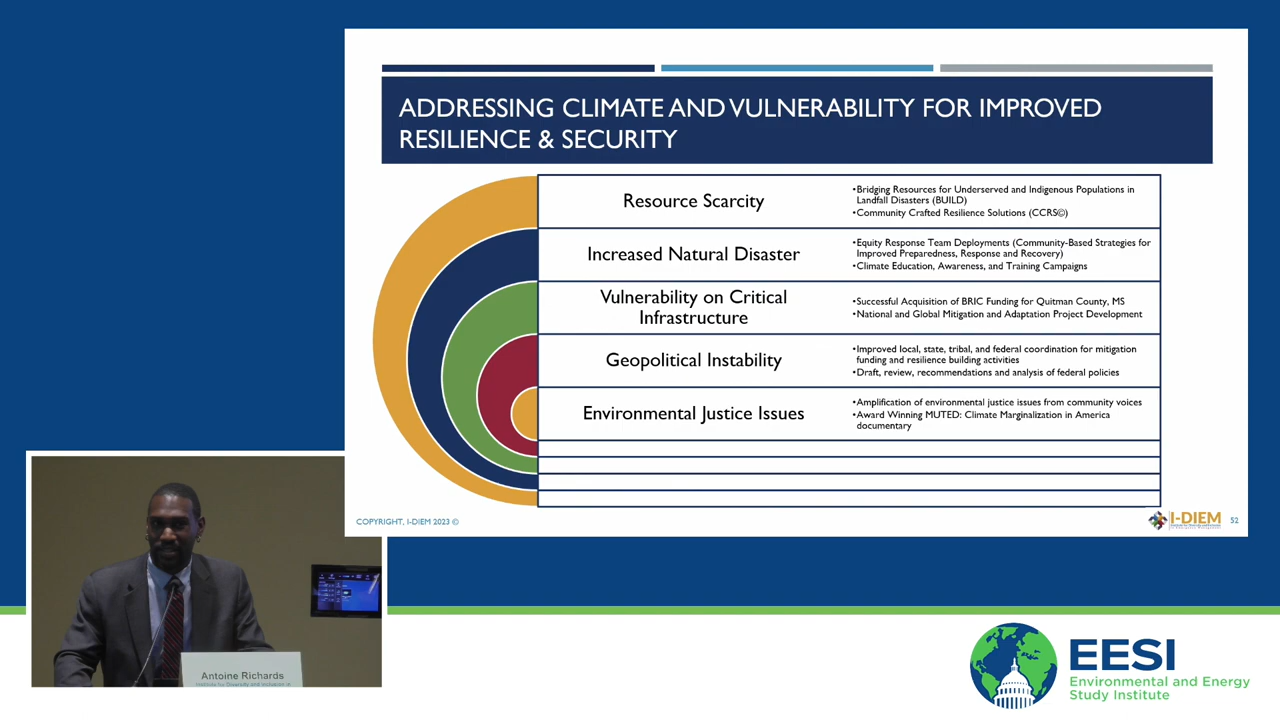 ADDRESSING CLIMATE AND VULNERABILITY FOR IMPROVED
RESILIENCE & SECURITY
Resource Scarcity
•Bridging Resources for Underserved and Indigenous Populations in
Landfall Disasters (BUILD)
•Community Crafted Resilience Solutions (CCRS©)
Increased Natural Disaster
•Equity Response Team Deployments (Community-Based Strategies for
Improved Preparedness, Response and Recovery)
•Climate Education, Awareness, and Training Campaigns
Vulnerability on Critical
Infrastructure
•Successful Acquisition of BRIC Funding for Quitman County, MS
•National and Global Mitigation and Adaptation Project Development
Geopolitical Instability
•Improved local, state, tribal, and federal coordination for mitigation
funding and resilience building activities
•Draft, review, recommendations and analysis of federal policies
Environmental Justice Issues
•Amplification of environmental justice issues from community voices
•Award Winning MUTED: Climate Marginalization in America
documentary
COPYRIGHT, I-DIEM 2023 ©
I-DIEM
52
Antoine Richards
Institute for Diversity and Inclusion in
EESI
Environmental and Energy
Study Institute